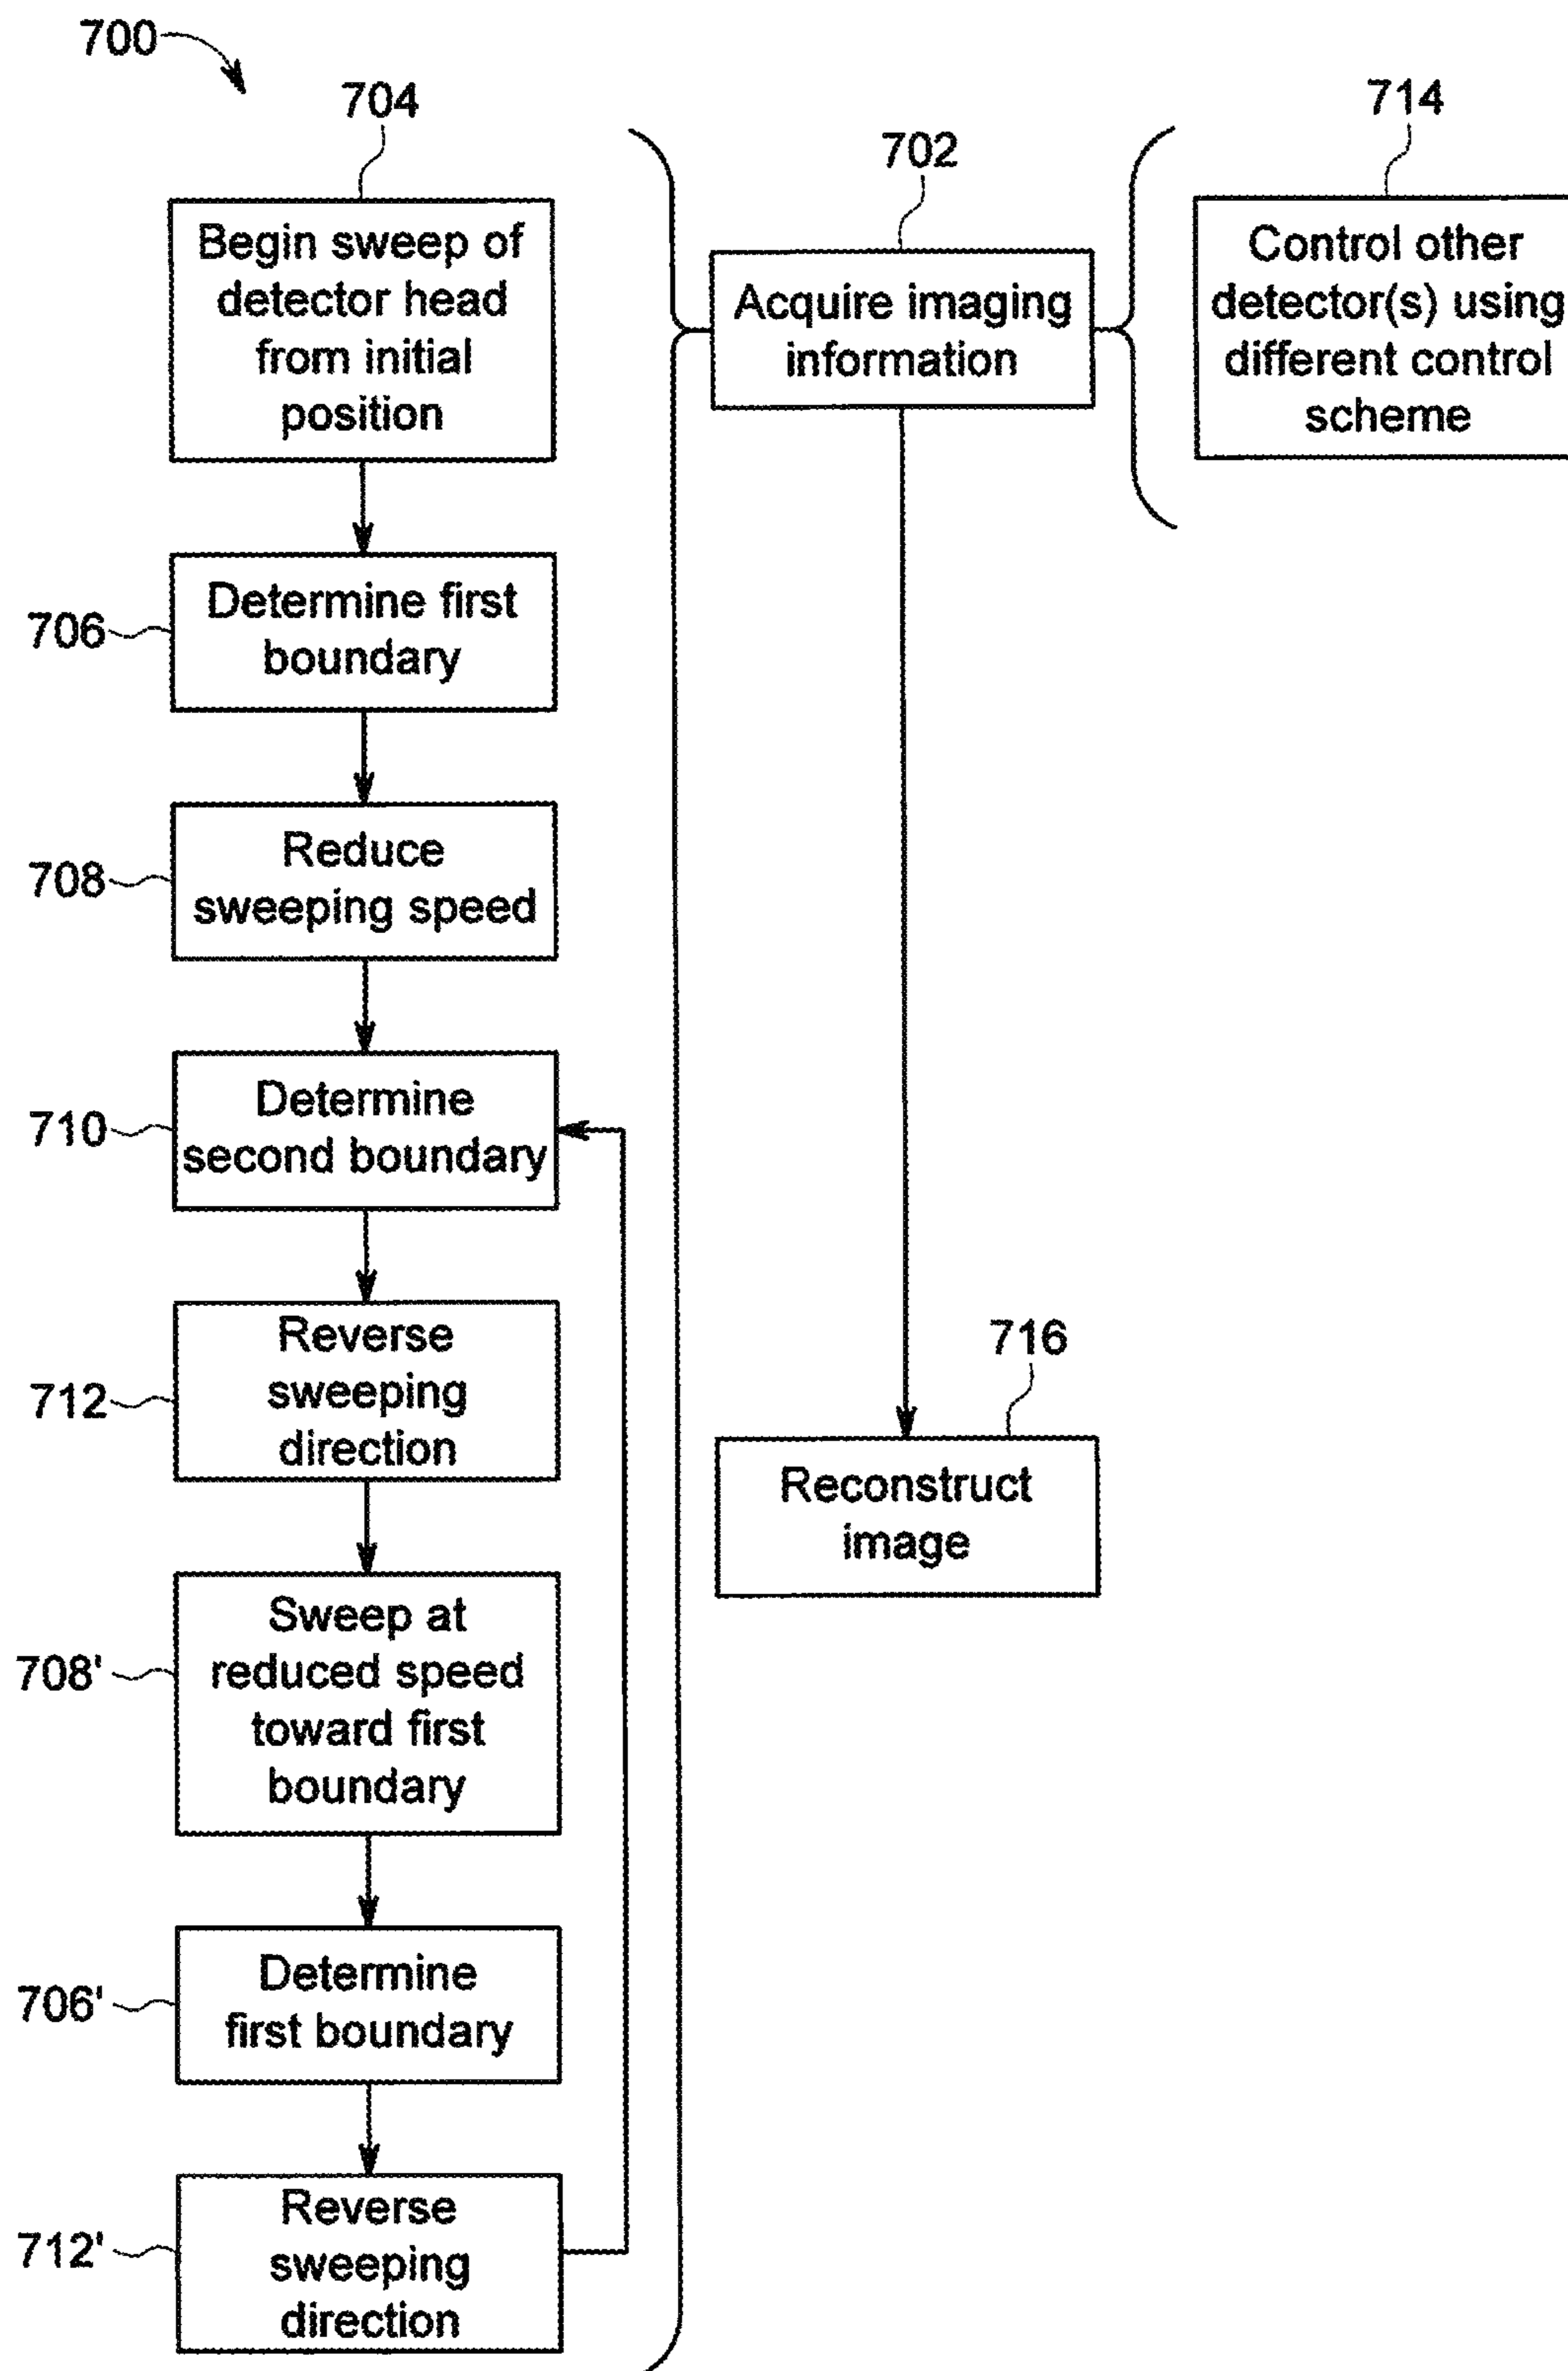 700
704
Begin sweep of
detector head
from initial
position
706
Determine first
boundary
708
Reduce
sweeping speed
710
Determine
second boundary
712
Reverse
sweeping
direction
708'
Sweep at
reduced speed
toward first
boundary
706'
Determine
first boundary
712'
Reverse
sweeping
direction
702
Acquire imaging
information
716
Reconstruct
image
714
Control other
detector(s) using
different control
scheme